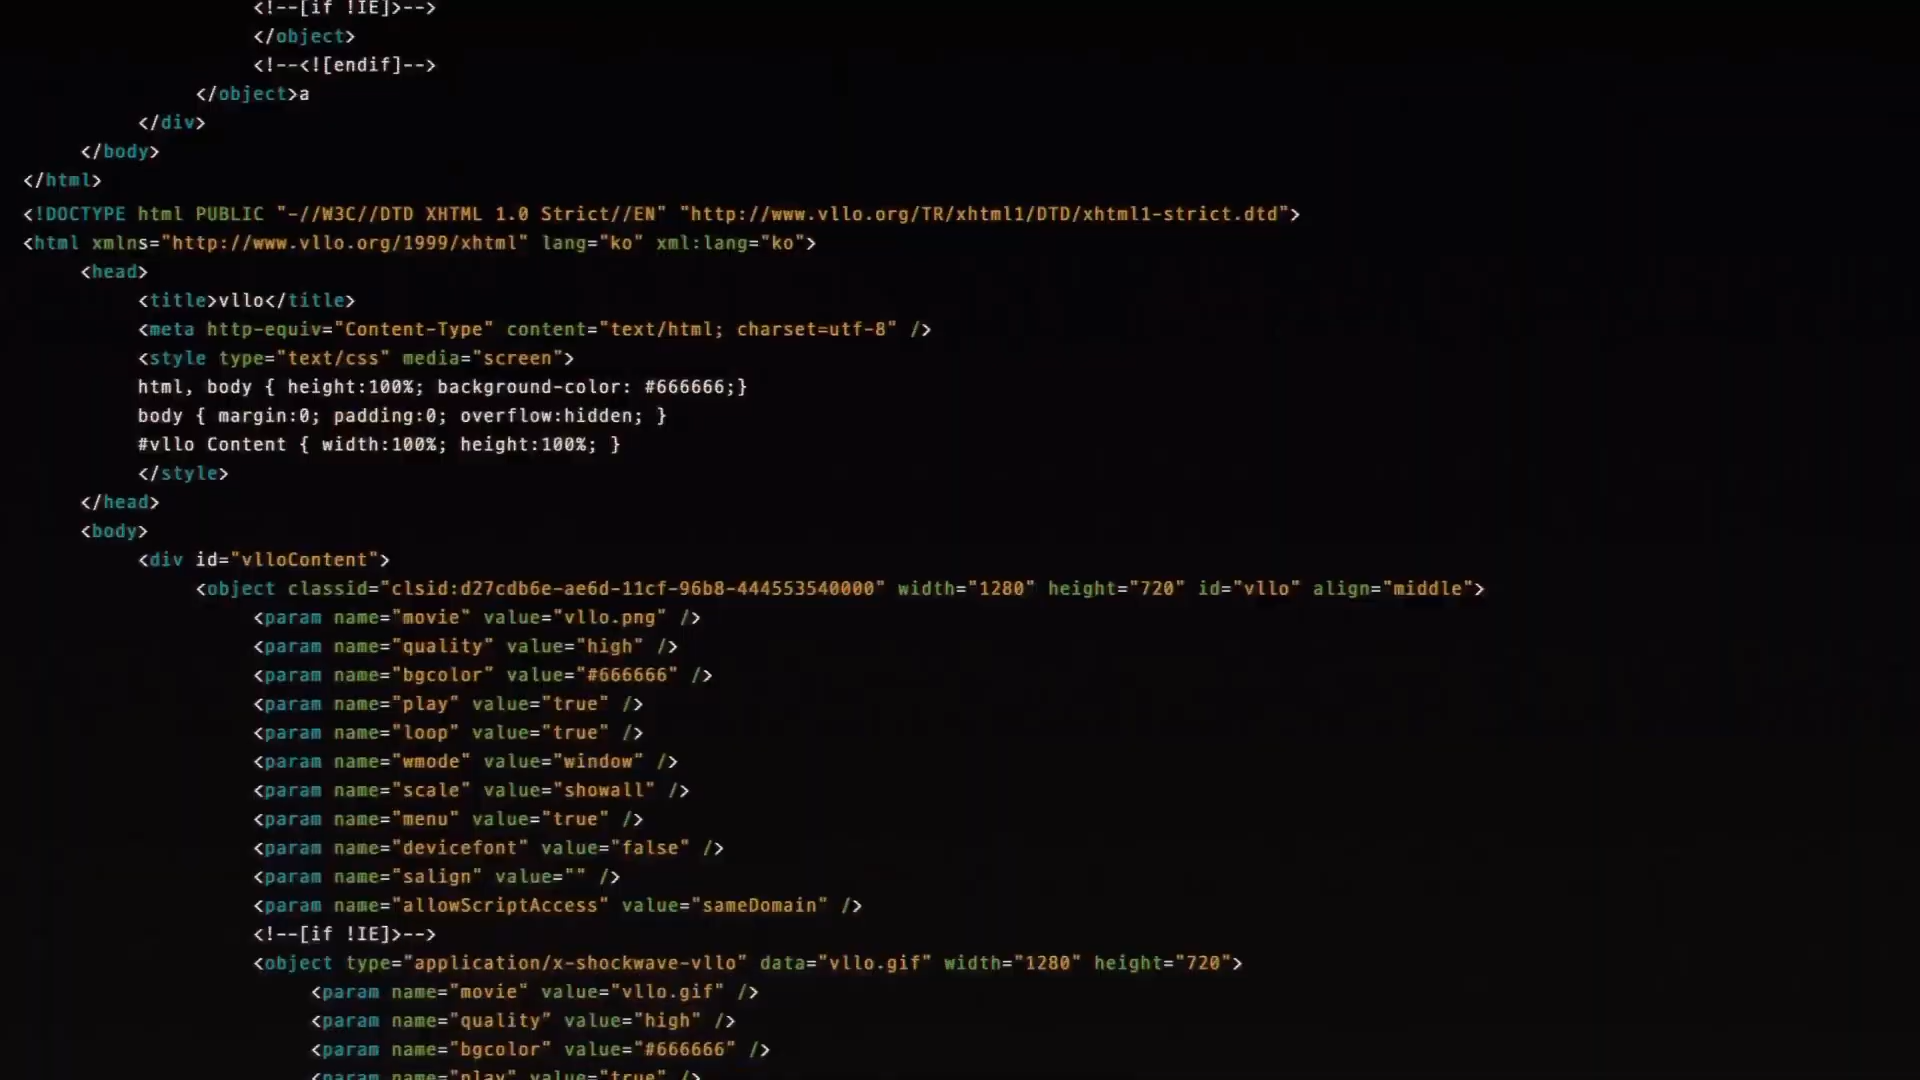 <!--[if !IE]>-->
</object>
<!--<![endif]-->
</object>a
</div>
</body>
</html>
<!DOCTYPE html PUBLIC "-//W3C//DTD XHTML 1.0 Strict//EN" "http://www.vllo.org/TR/xhtml1/DTD/xhtml1-strict.dtd">
<html xmlns="http://www.vllo.org/1999/xhtml" lang="ko" xml:lang="ko">
<head>
<title>vllo</title>
<meta http-equiv="Content-Type" content="text/html; charset=utf-8" />
<style type="text/css" media="screen">
html, body { height:100%; background-color: #666666;}
body { margin:0; padding:0; overflow:hidden; }
#vllo Content { width:100%; height:100%; }
</style>
</head>
<body>
<div id="vlloContent">
<object classid="clsid:d27cdb6e-ae6d-11cf-96b8-444553540000" width="1280" height="720" id="vllo" align="middle">
<param name="movie" value="vllo.png" />
<param name="quality" value="high" />
<param name="bgcolor" value="#666666" />
<param name="play" value="true" />
<param name="loop" value="true" />
<param name="wmode" value="window" />
<param name="scale" value="showall" />
<param name="menu" value="true" />
<param name="devicefont" value="false" />
<param name="salign" value="" />
<param name="allowScriptAccess" value="sameDomain" />
<!--[if !IE]>-->
<object type="application/x-shockwave-vllo" data="vllo.gif" width="1280" height="720">
<param name="movie" value="vllo.gif" />
<param name="quality" value="high" />
<param name="bgcolor" value="#666666" />
<param name="play" value="true" />